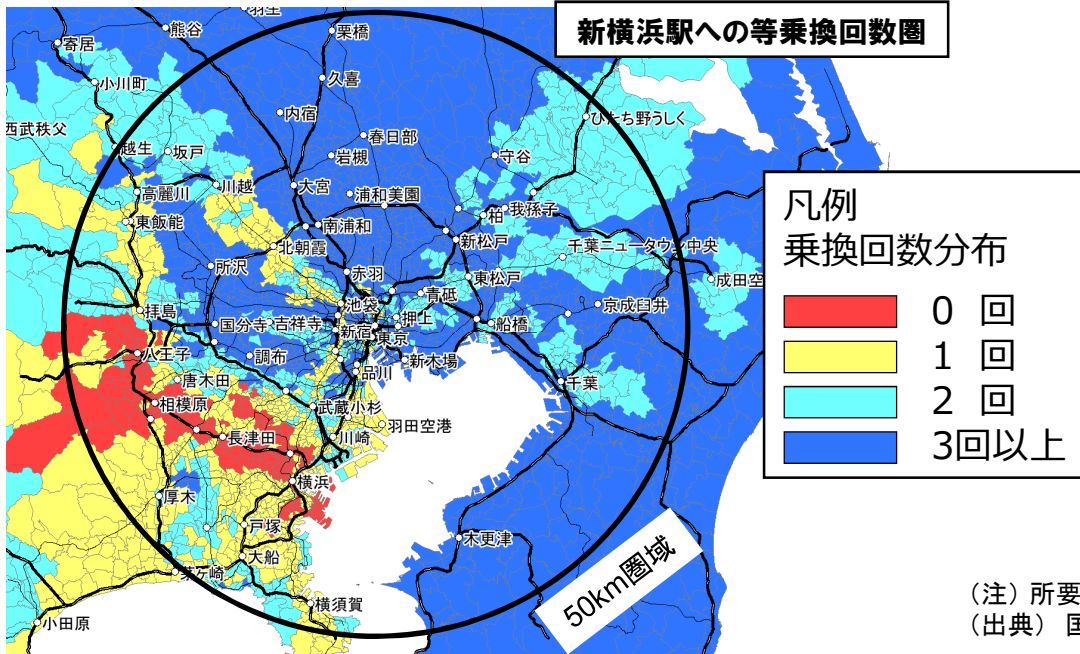 新横浜駅への等乗換回数圏
熊谷
栗橋
寄居
久喜
小川町
内宿
ひたち野うしく
西武秩父
春日部
越生
坂戸
岩槻
守谷
高麗川
川越
大宮
浦和美園
我孫子
柏
東飯能
南浦和
新松戸
北朝霞
千葉ニュータウン中央
所沢
赤羽
東松戸
成田空
青砥
池袋
京成臼井
拝島
国分寺
吉祥寺
押上
船橋
新宿
東京
八王子
調布
新木場
品川
唐木田
千葉
相模原
武蔵小杉
羽田空港
長津田
川崎
横浜
厚木
戸塚
木更津
大船
茅ヶ崎
横須賀
小田原
50km圏域
凡例
乗換回数分布
0 回
1 回
2 回
3回以上
(注) 所要
(出典) 国